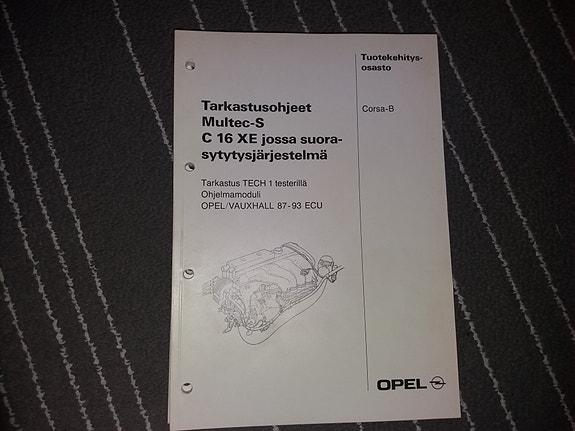 Tuotekehitys-
osasto
Tarkastusohjeet
Multec-S
C 16 XE jossa suora-
sytytysjärjestelmä
Corsa-B
Tarkastus TECH 1 testerillä
Ohjelmamoduli
OPEL/VAUXHALL 87-93 ECU
OPEL